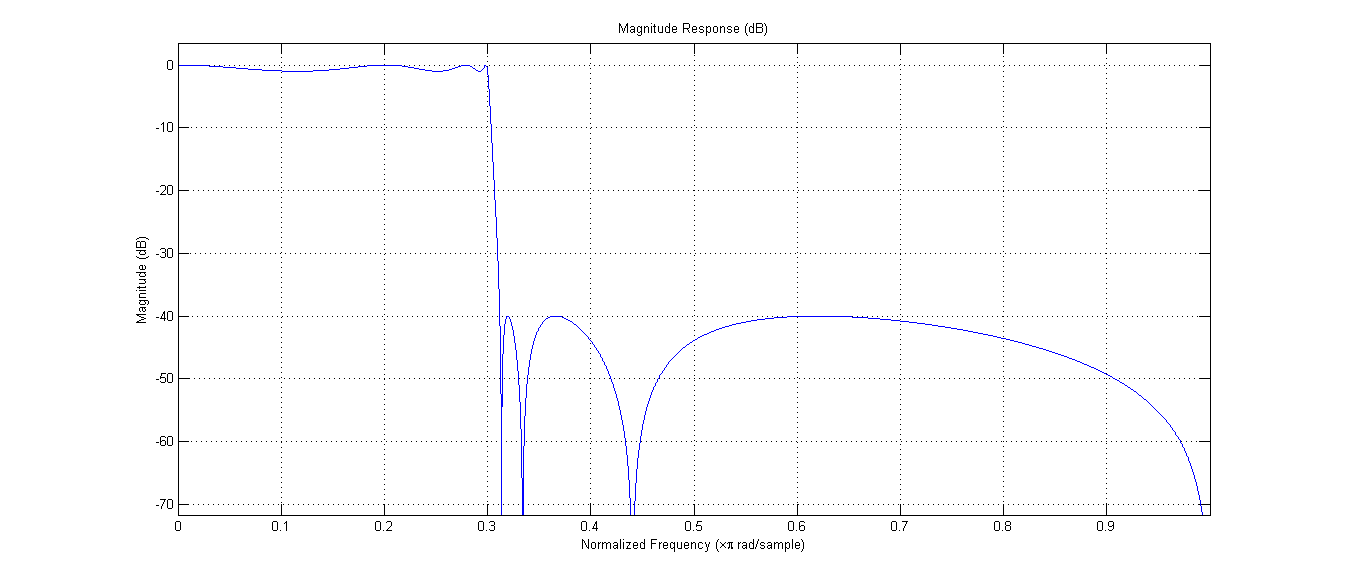 Magnitude Response (dB)
Magnitude (dB)
0
-10
-20
-30
-40
-50
-60
-70
0 0.1 0.2 0.3 0.4 0.5 0.6 0.7 0.8 0.9
Normalized Frequency (×π rad/sample)